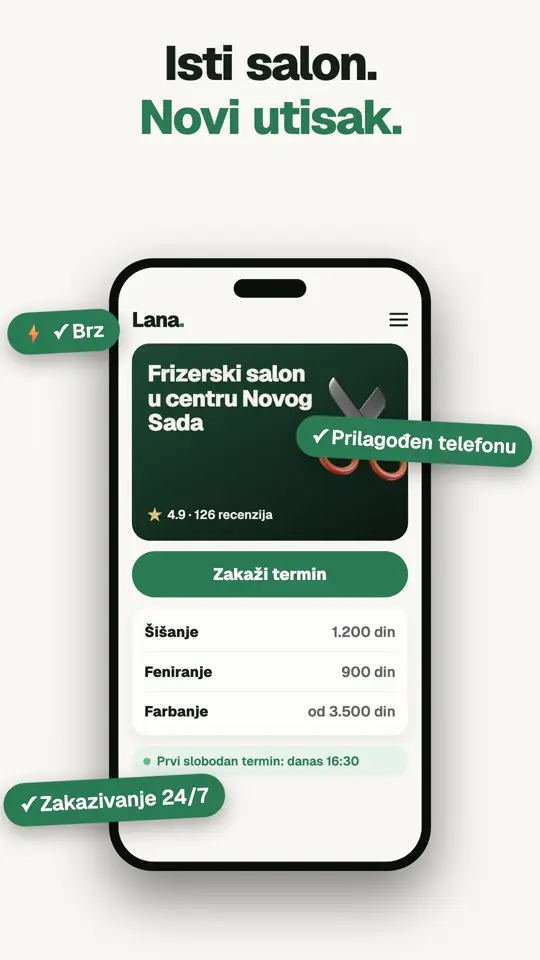 Isti salon.
Novi utisak.
✓Brz
Lana.
Frizerski salon
u centru Novog
Sada
✓Prilagođen telefonu
★ 4.9 · 126 recenzija
Zakaži termin
Šišanje 1.200 din
Feniranje 900 din
Farbanje od 3.500 din
Prvi slobodan termin: danas 16:30
✓Zakazivanje 24/7